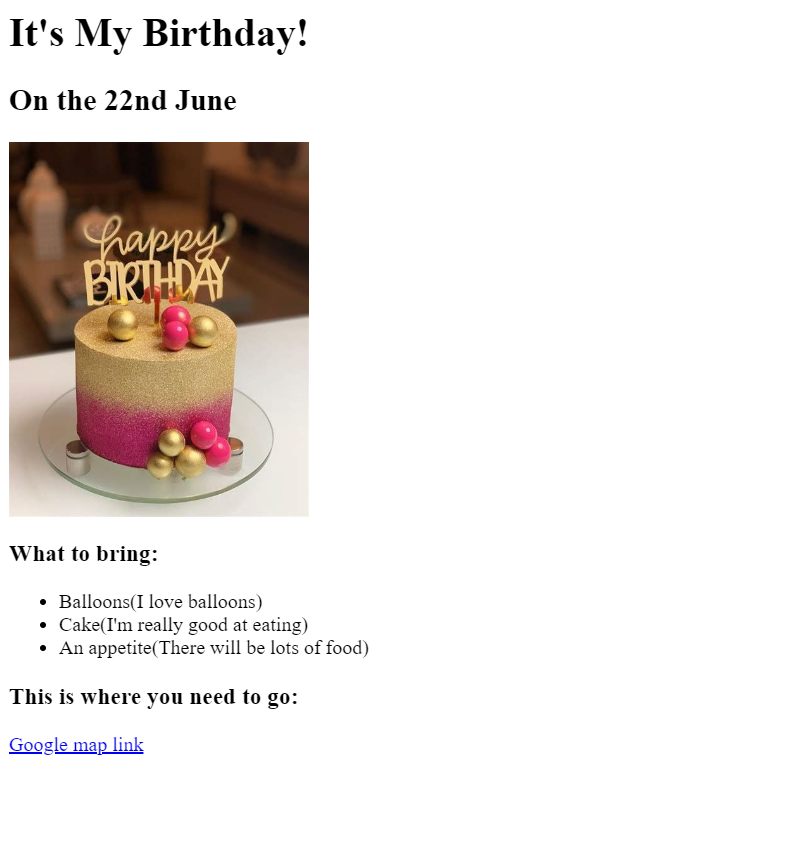 It's My Birthday!
On the 22nd June
happy
BIRTHDAY
What to bring:
Balloons(I love balloons)
Cake(I'm really good at eating)
An appetite(There will be lots of food)
This is where you need to go:
Google map link